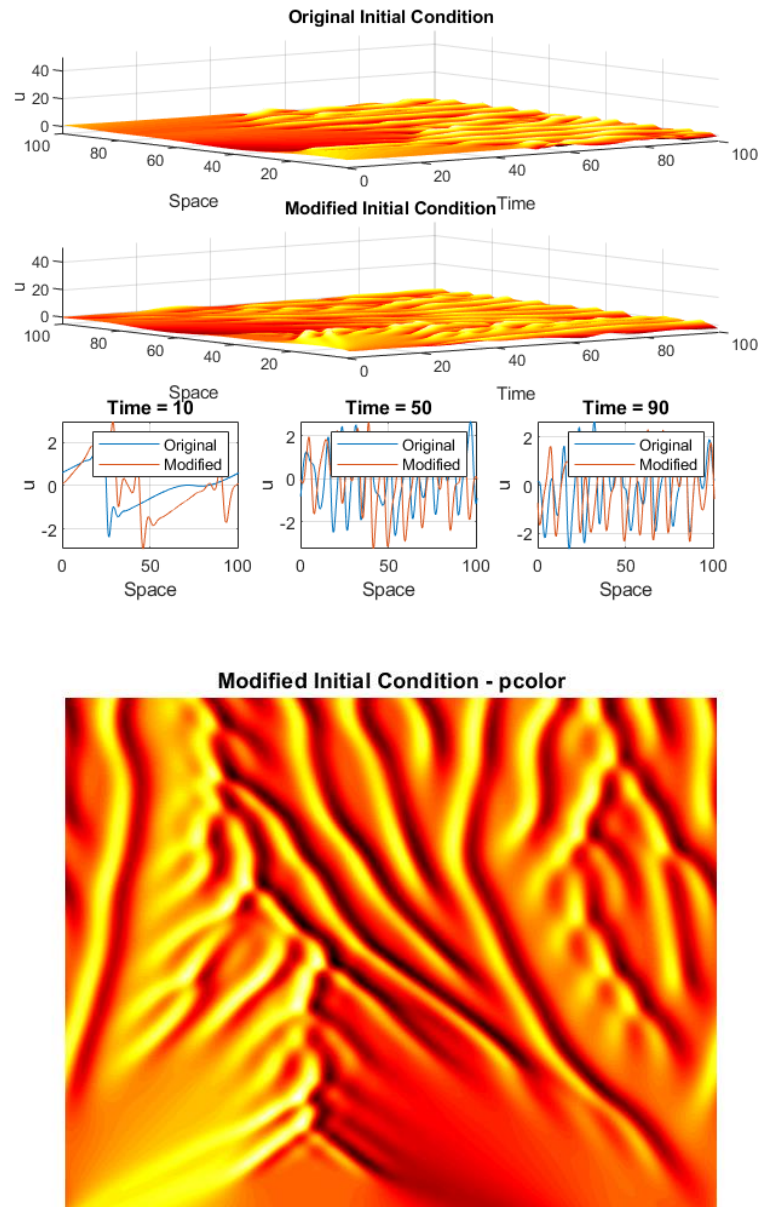 Original Initial Condition
40
20
0
u
100
80
60
40
20
0
20
40
60
80
100
Space
Time
Modified Initial Condition
40
20
0
u
100
80
60
40
20
0
20
40
60
80
100
Space
Time
Time = 10
Time = 50
Time = 90
2
0
-2
u
Original
Modified
0
50
100
Space
2
0
-2
u
Original
Modified
0
50
100
Space
2
0
-2
u
Original
Modified
0
50
100
Space
Modified Initial Condition - pcolor